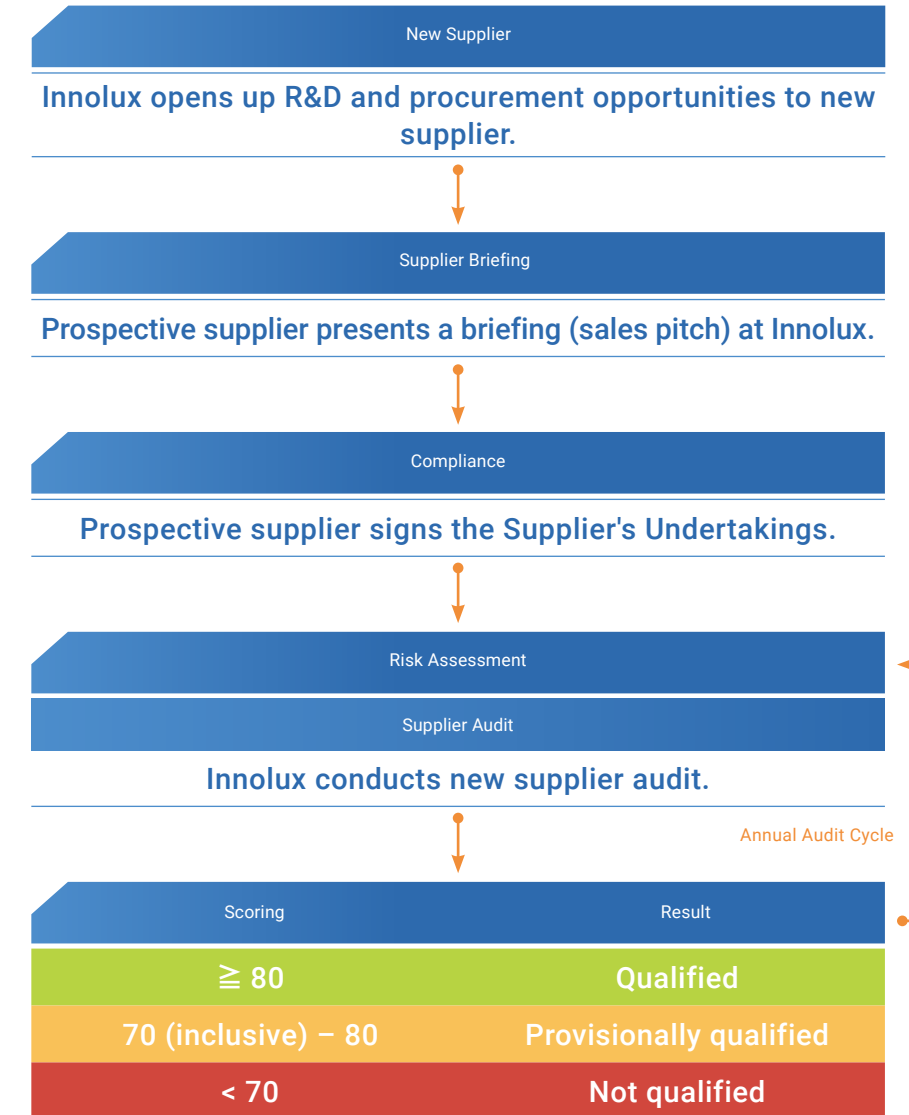 New Supplier
Innolux opens up R&D and procurement opportunities to new
supplier.
Supplier Briefing
Prospective supplier presents a briefing (sales pitch) at Innolux.
Compliance
Prospective supplier signs the Supplier's Undertakings.
Risk Assessment
Supplier Audit
Innolux conducts new supplier audit.
Annual Audit Cycle
Scoring Result
≧ 80 Qualified
70 (inclusive) – 80 Provisionally qualified
< 70 Not qualified